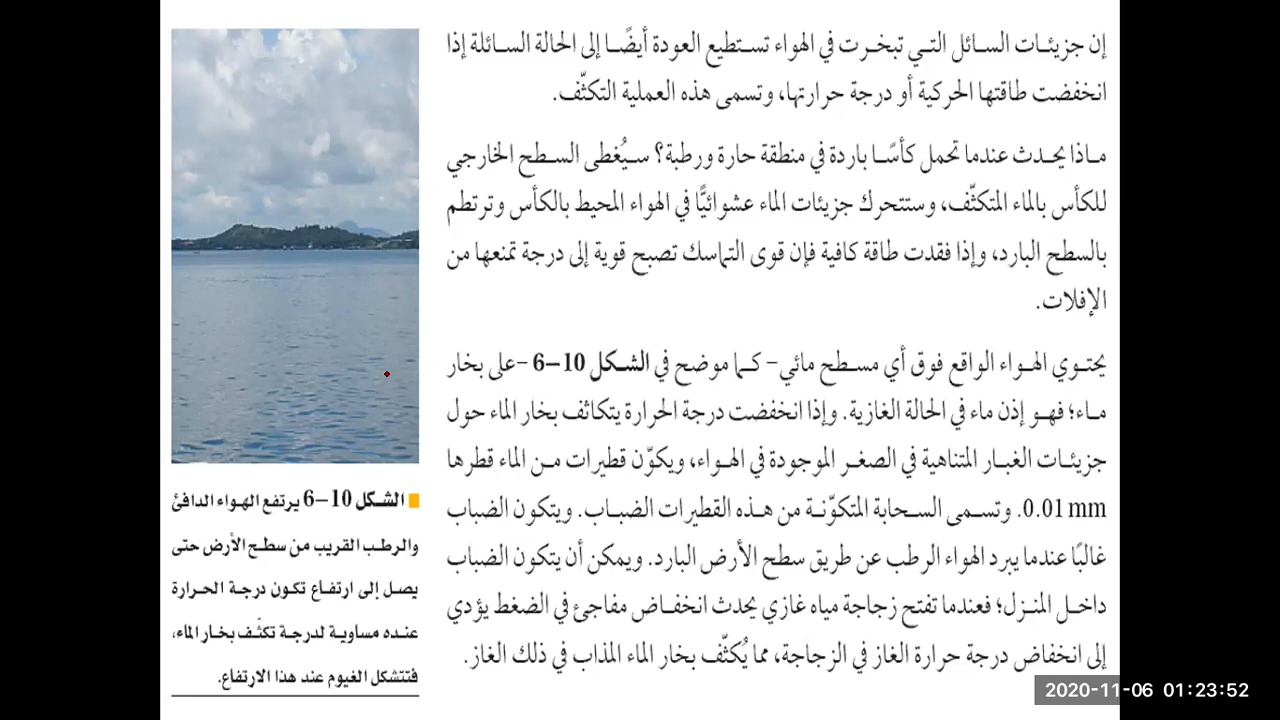 إن جزيئات السائل التي تبخرت في الهواء تستطيع العودة أيضًا إلى الحالة السائلة إذا
انخفضت طاقتها الحركية أو درجة حرارتها، وتسمى هذه العملية التكثّف.
ماذا يحدث عندما تحمل كأسًا باردة في منطقة حارة ورطبة؟ سيُغطى السطح الخارجي
للكأس بالماء المتكثّف، وستتحرك جزيئات الماء عشوائيًّا في الهواء المحيط بالكأس وترتطم
بالسطح البارد، وإذا فقدت طاقة كافية فإن قوى التماسك تصبح قوية إلى درجة تمنعها من
الإفلات.
يحتوي الهواء الواقع فوق أي مسطح مائي- كما موضح في الشكل 10–6 -على بخار
ماء؛ فهو إذن ماء في الحالة الغازية. وإذا انخفضت درجة الحرارة يتكاثف بخار الماء حول
جزيئات الغبار المتناهية في الصغر الموجودة في الهواء، ويكوّن قطيرات من الماء قطرها
0.01 mm. وتسمى السحابة المتكوّنة من هذه القطيرات الضباب. ويتكون الضباب
غالبًا عندما يبرد الهواء الرطب عن طريق سطح الأرض البارد. ويمكن أن يتكون الضباب
داخل المنزل؛ فعندما تفتح زجاجة مياه غازي يحدث انخفاض مفاجئ في الضغط يؤدي
إلى انخفاض درجة حرارة الغاز في الزجاجة، مما يُكثّف بخار الماء المذاب في ذلك الغاز.
الشكل 10–6 يرتفع الهواء الدافئ
والرطب القريب من سطح الأرض حتى
يصل إلى ارتفاع تكون درجة الحرارة
عنده مساوية لدرجة تكثّف بخار الماء،
فتتشكل الغيوم عند هذا الارتفاع.
2020-11-06 01:23:52